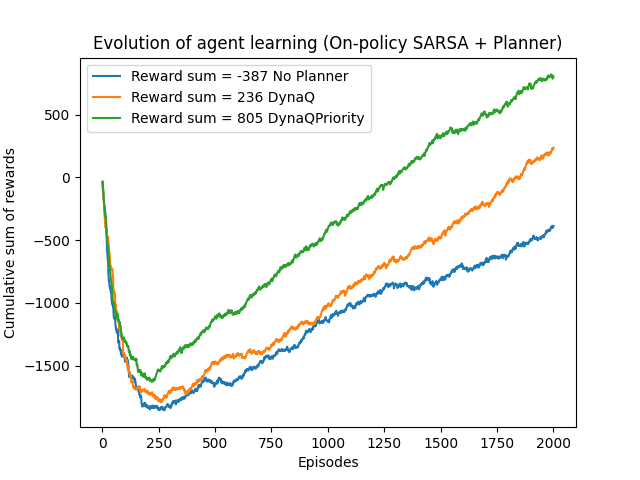 Evolution of agent learning (On-policy SARSA + Planner)
Reward sum = -387 No Planner
Reward sum = 236 DynaQ
Reward sum = 805 DynaQPriority
Cumulative sum of rewards
500
0
−500
−1000
−1500
0 250 500 750 1000 1250 1500 1750 2000
Episodes